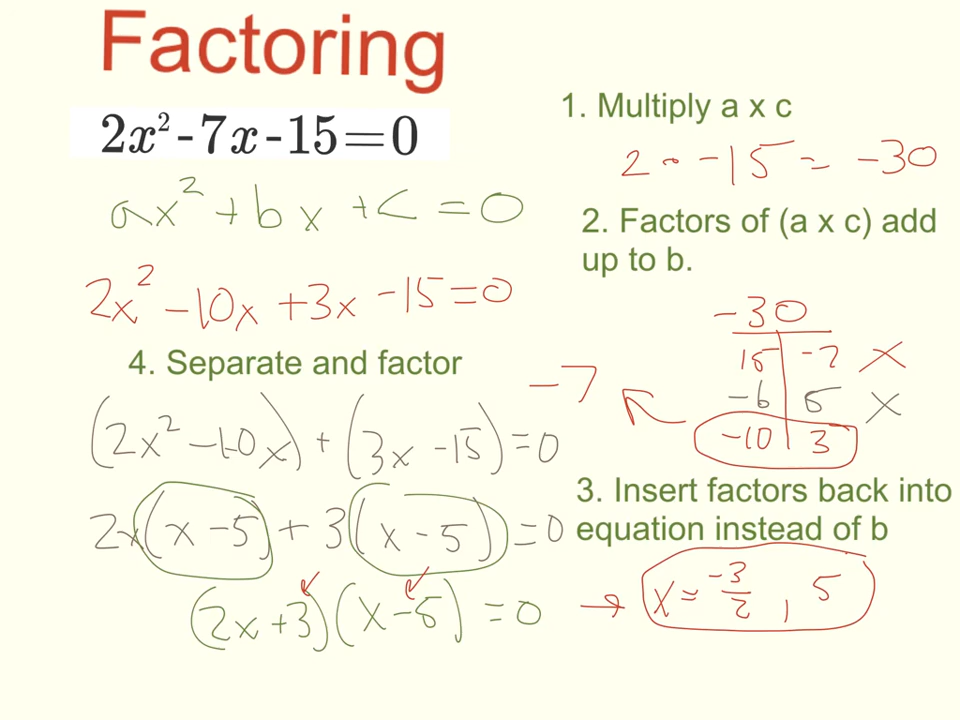 Factoring
2x² - 7x - 15 = 0
ax² + bx + c = 0
2x² - 10x + 3x - 15 = 0
4. Separate and factor
(2x² - 10x) + (3x - 15) = 0
2x(x - 5) + 3(x - 5) = 0
(2x + 3)(x - 5) = 0
1. Multiply a x c
2 · -15 = -30
2. Factors of (a x c) add
up to b.
-30
15 | -2 X
-6 | 5 X
-10 | 3
-7
3. Insert factors back into
equation instead of b
→ x = -3/2 , 5